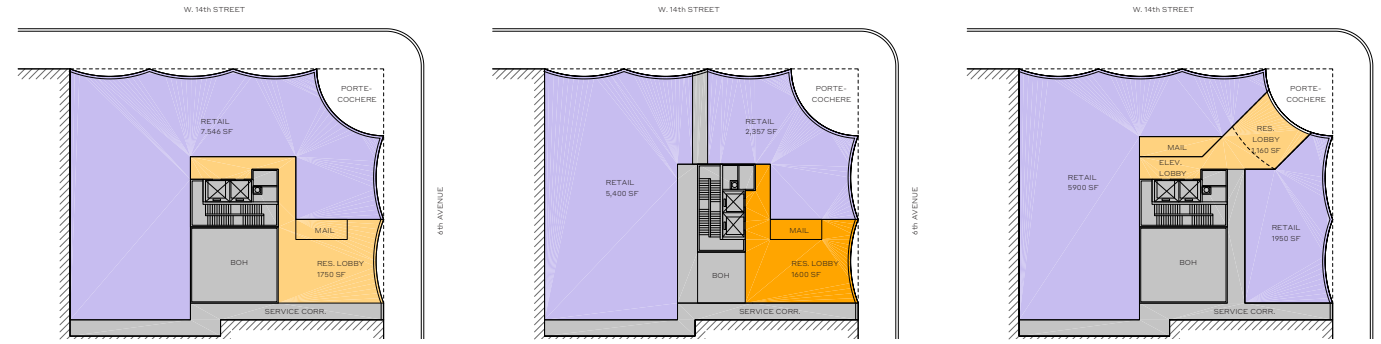 W. 14th STREET
PORTE-
COCHERE
RETAIL
7.546 SF
MAIL
BOH
RES. LOBBY
1750 SF
SERVICE CORR.
6th AVENUE
W. 14th STREET
PORTE-
COCHERE
RETAIL
2,357 SF
RETAIL
5,400 SF
MAIL
BOH
RES. LOBBY
1600 SF
SERVICE CORR.
6th AVENUE
W. 14th STREET
PORTE-
COCHERE
RES.
LOBBY
1,160 SF
MAIL
ELEV.
LOBBY
RETAIL
5900 SF
RETAIL
1950 SF
BOH
SERVICE CORR.